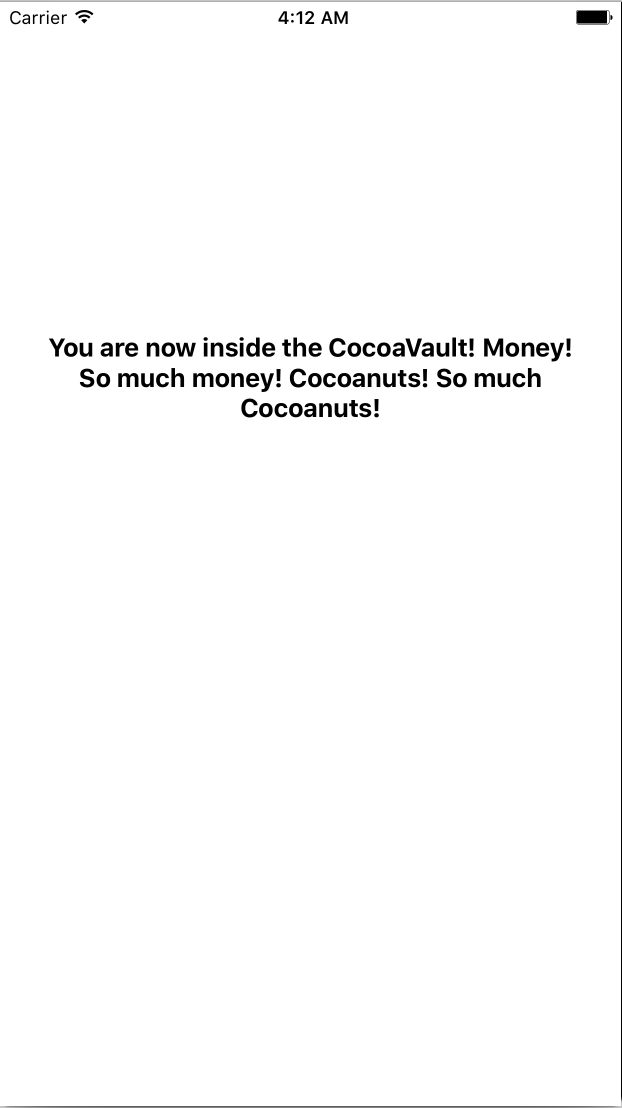 Carrier 4:12 AM
You are now inside the CocoaVault! Money!
So much money! Cocoanuts! So much
Cocoanuts!